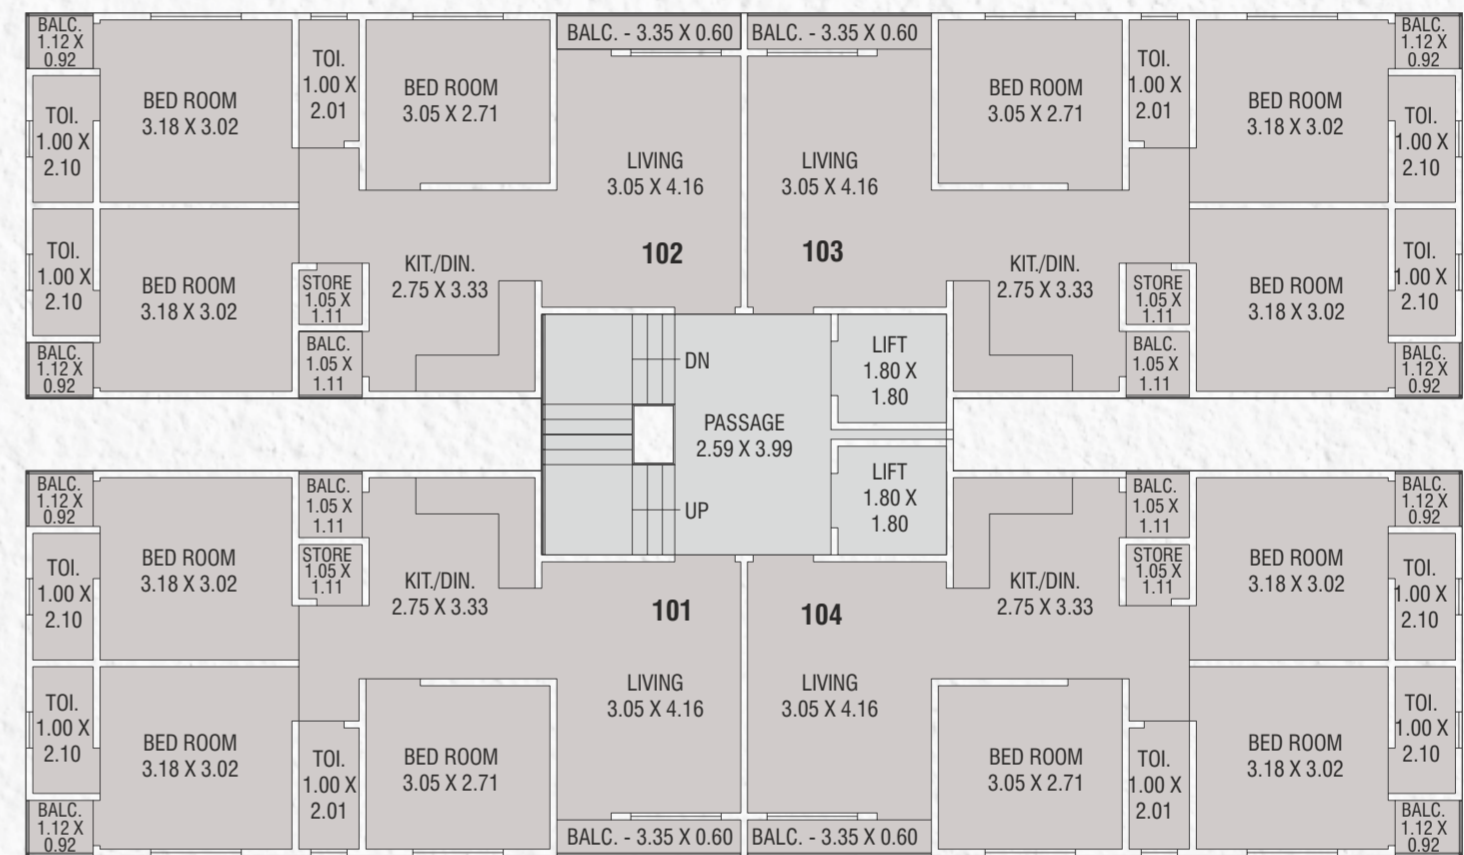 BALC.
1.12 X
0.92
TOI.
1.00 X
2.10
BED ROOM
3.18 X 3.02
TOI.
1.00 X
2.01
BED ROOM
3.05 X 2.71
BALC. - 3.35 X 0.60
LIVING
3.05 X 4.16
102
TOI.
1.00 X
2.10
BALC.
1.12 X
0.92
BED ROOM
3.18 X 3.02
STORE
1.05 X
1.11
BALC.
1.05 X
1.11
KIT./DIN.
2.75 X 3.33
BALC. - 3.35 X 0.60
LIVING
3.05 X 4.16
103
BED ROOM
3.05 X 2.71
TOI.
1.00 X
2.01
BED ROOM
3.18 X 3.02
BALC.
1.12 X
0.92
TOI.
1.00 X
2.10
KIT./DIN.
2.75 X 3.33
STORE
1.05 X
1.11
BALC.
1.05 X
1.11
BED ROOM
3.18 X 3.02
TOI.
1.00 X
2.10
BALC.
1.12 X
0.92
DN
PASSAGE
2.59 X 3.99
UP
LIFT
1.80 X
1.80
LIFT
1.80 X
1.80
BALC.
1.12 X
0.92
TOI.
1.00 X
2.10
BED ROOM
3.18 X 3.02
BALC.
1.05 X
1.11
STORE
1.05 X
1.11
KIT./DIN.
2.75 X 3.33
101
LIVING
3.05 X 4.16
TOI.
1.00 X
2.10
BALC.
1.12 X
0.92
BED ROOM
3.18 X 3.02
TOI.
1.00 X
2.01
BED ROOM
3.05 X 2.71
BALC. - 3.35 X 0.60
104
LIVING
3.05 X 4.16
BALC. - 3.35 X 0.60
KIT./DIN.
2.75 X 3.33
BALC.
1.05 X
1.11
STORE
1.05 X
1.11
BED ROOM
3.18 X 3.02
BALC.
1.12 X
0.92
TOI.
1.00 X
2.10
BED ROOM
3.05 X 2.71
TOI.
1.00 X
2.01
BED ROOM
3.18 X 3.02
TOI.
1.00 X
2.10
BALC.
1.12 X
0.92